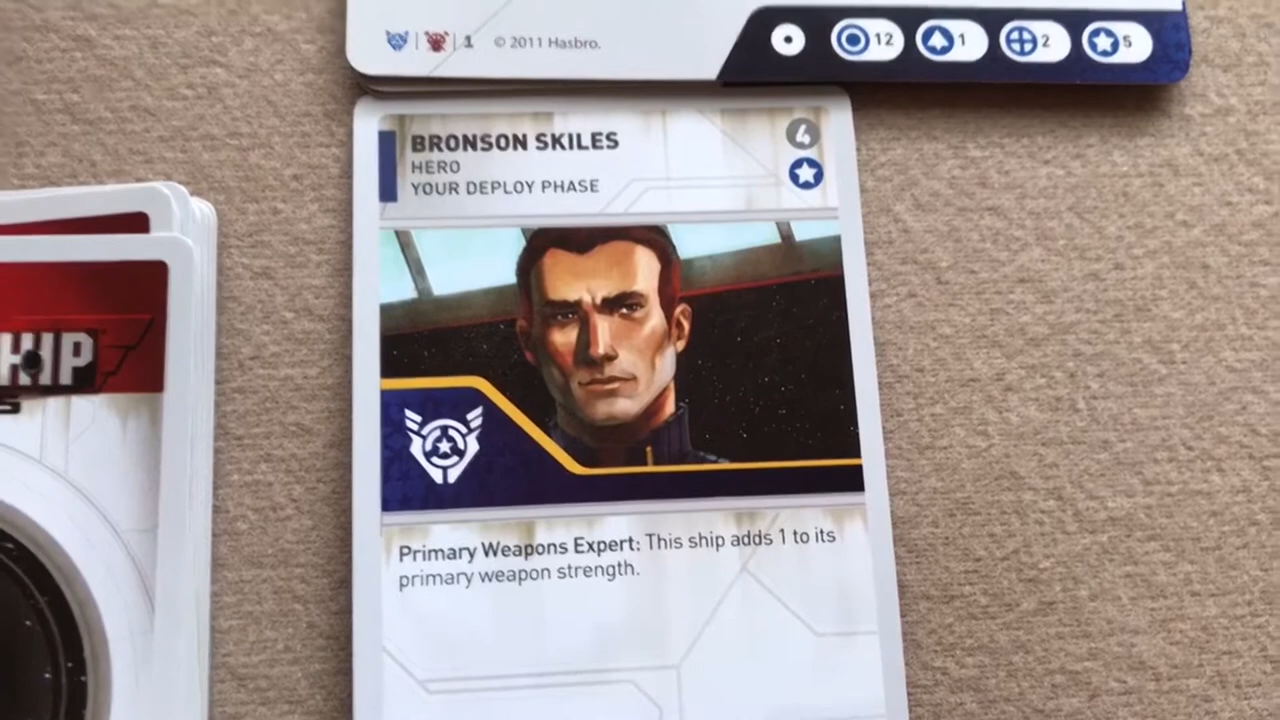 1 © 2011 Hasbro.
12 1 2 5
BRONSON SKILES
4
HERO
YOUR DEPLOY PHASE
HIP
Primary Weapons Expert: This ship adds 1 to its
primary weapon strength.